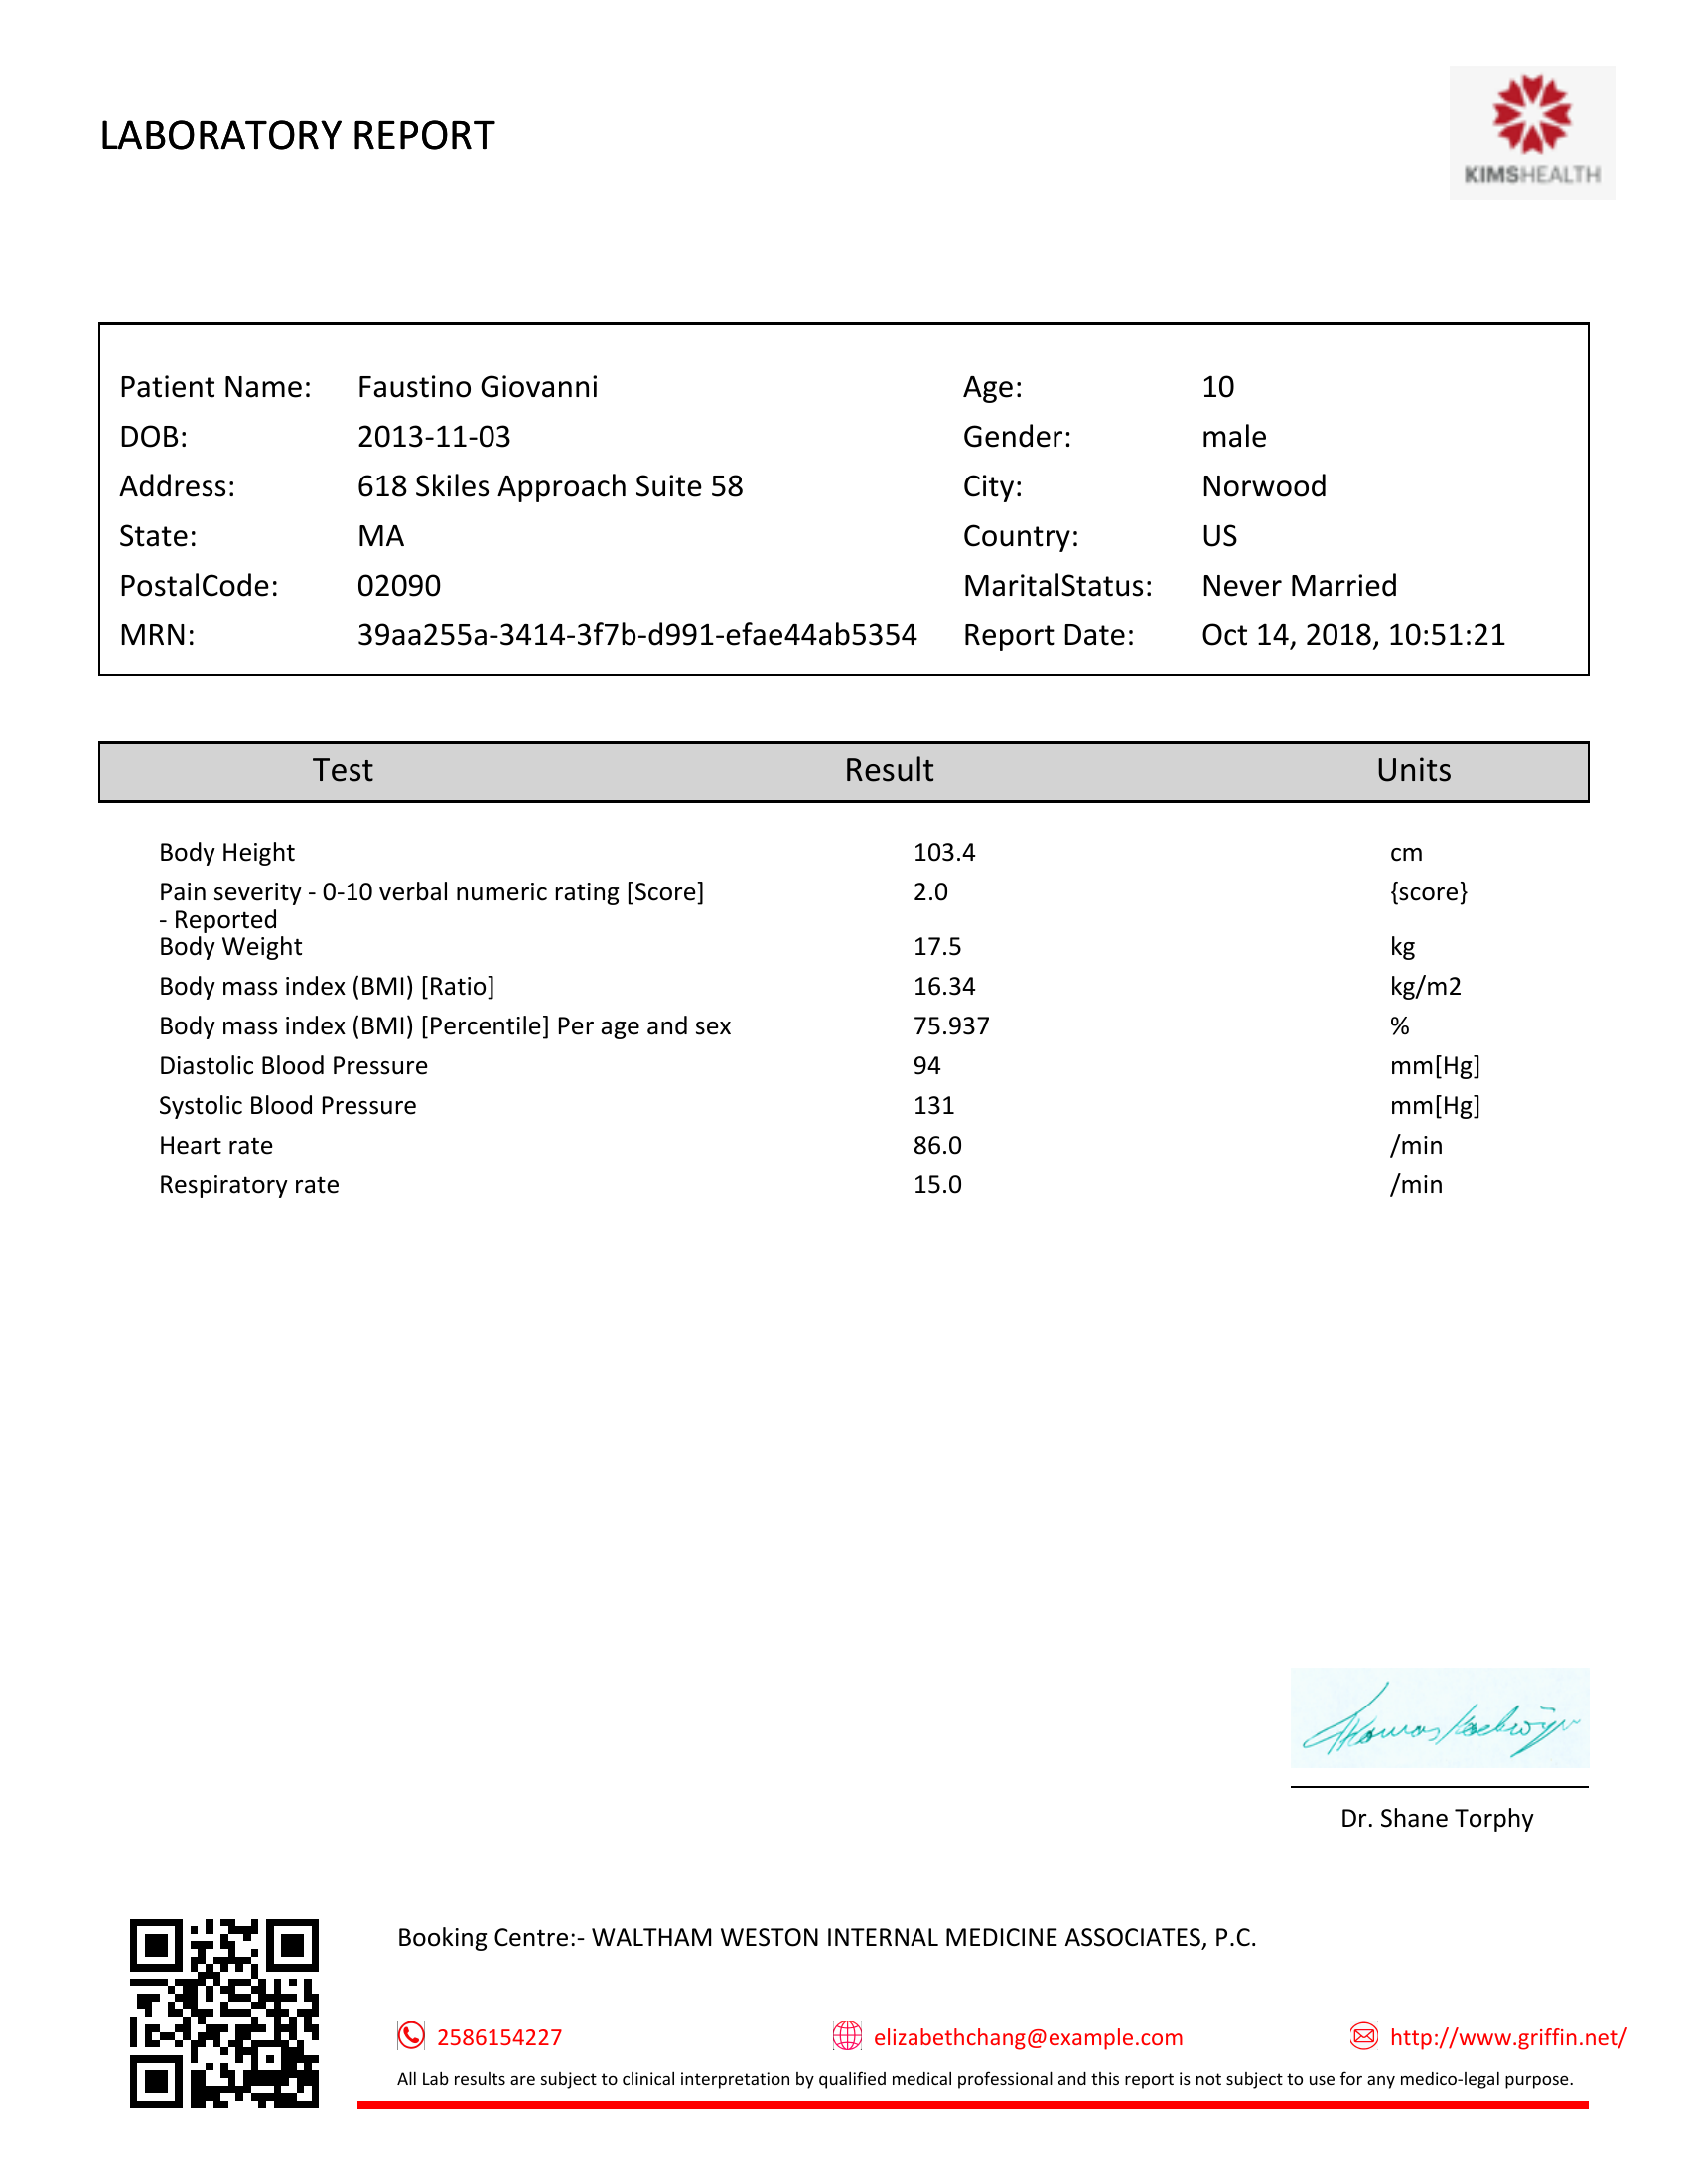 LABORATORY REPORT
KIMSHEALTH
Patient Name: Faustino Giovanni Age: 10
DOB: 2013-11-03 Gender: male
Address: 618 Skiles Approach Suite 58 City: Norwood
State: MA Country: US
PostalCode: 02090 MaritalStatus: Never Married
MRN: 39aa255a-3414-3f7b-d991-efae44ab5354 Report Date: Oct 14, 2018, 10:51:21
Test Result Units
Body Height 103.4 cm
Pain severity - 0-10 verbal numeric rating [Score] 2.0 {score}
- Reported
Body Weight 17.5 kg
Body mass index (BMI) [Ratio] 16.34 kg/m2
Body mass index (BMI) [Percentile] Per age and sex 75.937 %
Diastolic Blood Pressure 94 mm[Hg]
Systolic Blood Pressure 131 mm[Hg]
Heart rate 86.0 /min
Respiratory rate 15.0 /min
Dr. Shane Torphy
Booking Centre:- WALTHAM WESTON INTERNAL MEDICINE ASSOCIATES, P.C.
2586154227 elizabethchang@example.com http://www.griffin.net/
All Lab results are subject to clinical interpretation by qualified medical professional and this report is not subject to use for any medico-legal purpose.